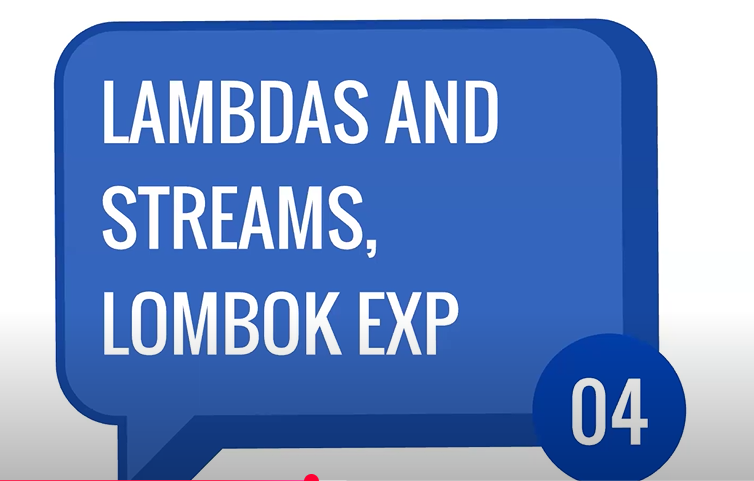 LAMBDAS AND
STREAMS,
LOMBOK EXP
04